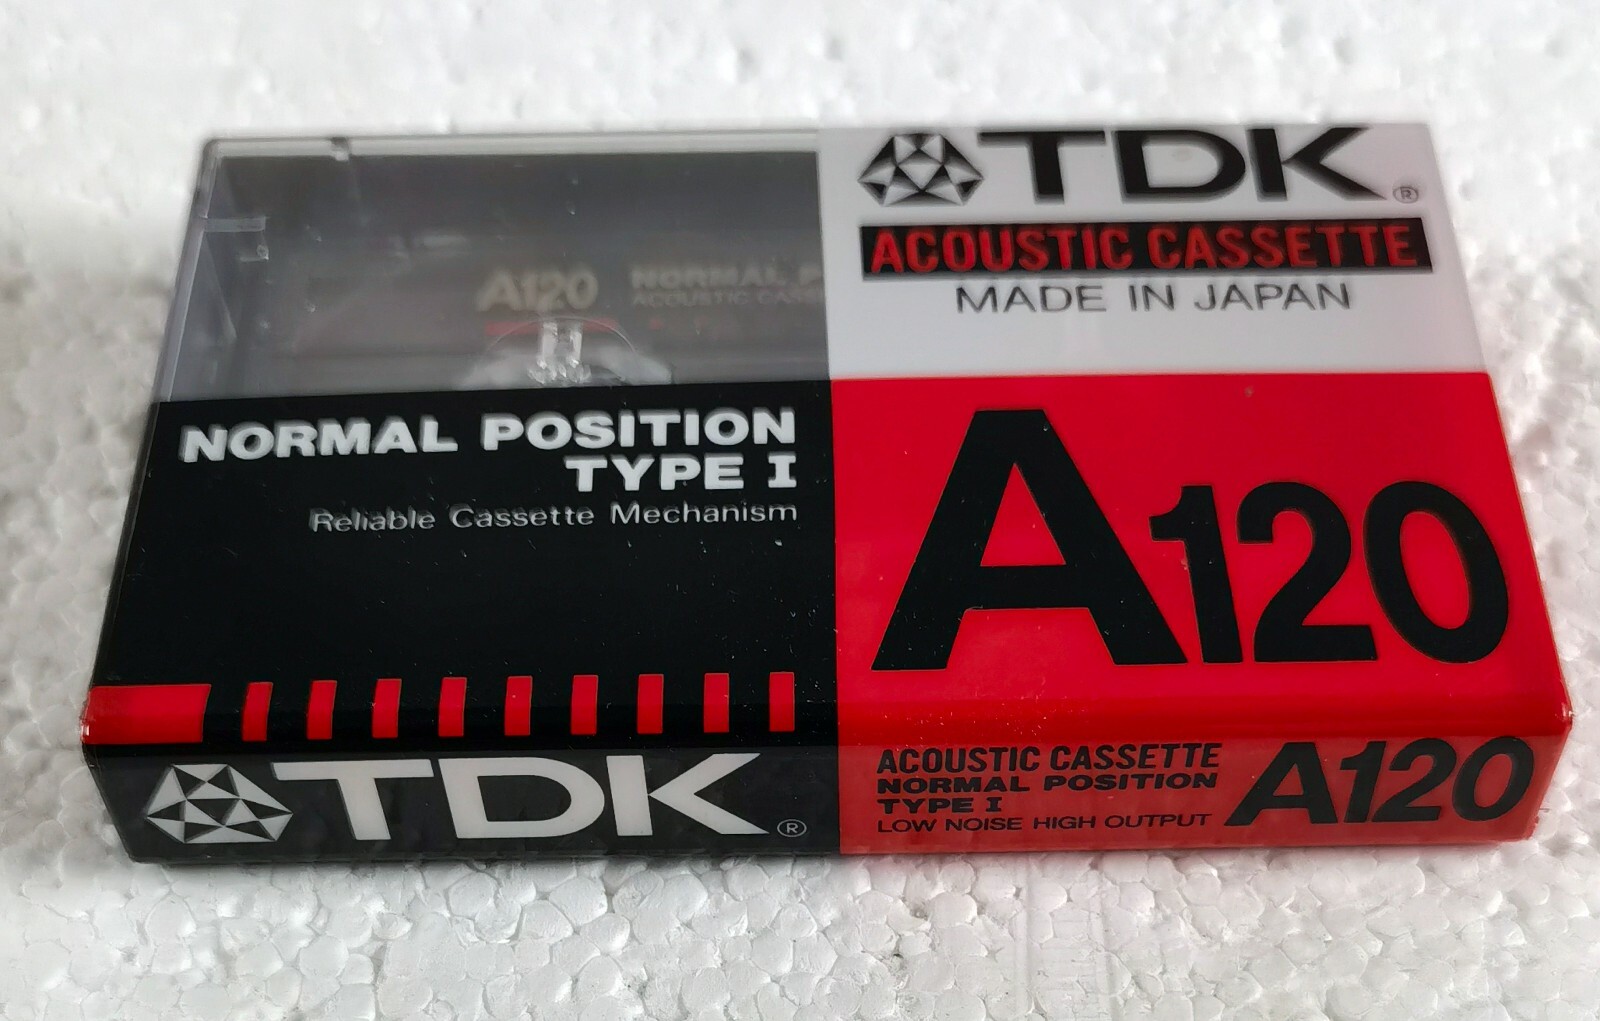 TDK®
ACOUSTIC CASSETTE
MADE IN JAPAN
A120
NORMAL P
ACOUSTIC CASS
NORMAL POSITION
TYPE I
Reliable Cassette Mechanism
A120
TDK®
ACOUSTIC CASSETTE
NORMAL POSITION
TYPE I
LOW NOISE HIGH OUTPUT
A120